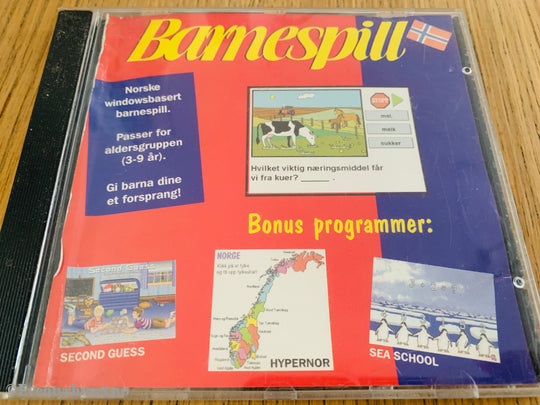 Barnespill
Norske
windowsbasert
barnespill.
Passer for
aldersgruppen
(3-9 år).
Gi barna dine
et forsprang!
STOPP
mel
melk
sukker
Hvilket viktig næringsmiddel får
vi fra kuer? ______ .
Bonus programmer:
Second Guess
SECOND GUESS
NORGE
HYPERNOR
SEA SCHOOL